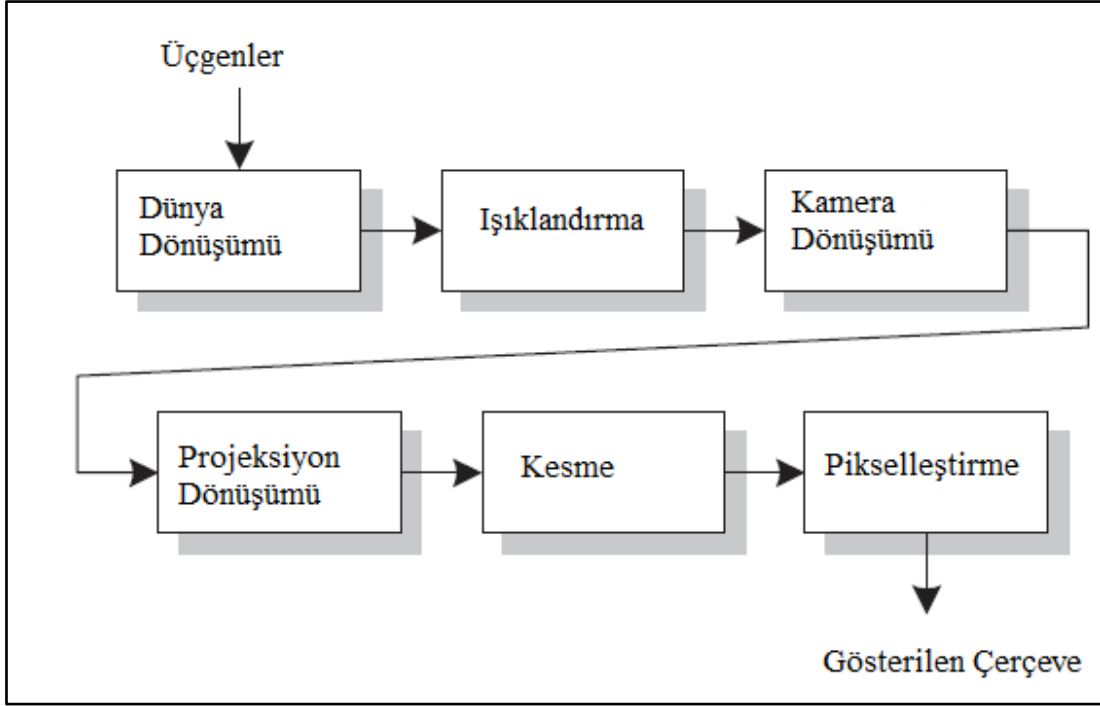 Üçgenler
Dünya
Dönüşümü
Işıklandırma
Kamera
Dönüşümü
Projeksiyon
Dönüşümü
Kesme
Pikselleştirme
Gösterilen Çerçeve